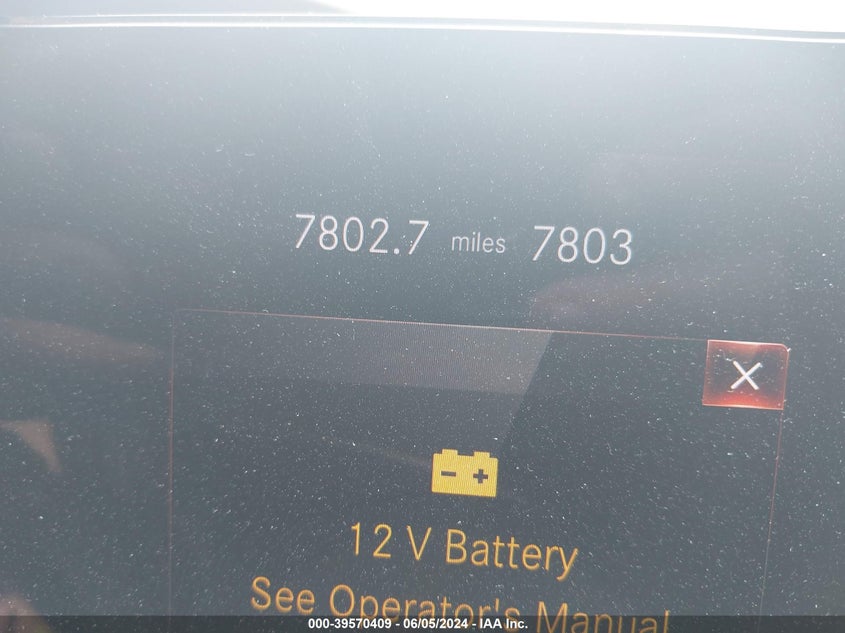 7802.7 miles 7803
12 V Battery
See Operator's Manual
000-39570409 - 06/05/2024 - IAA Inc.